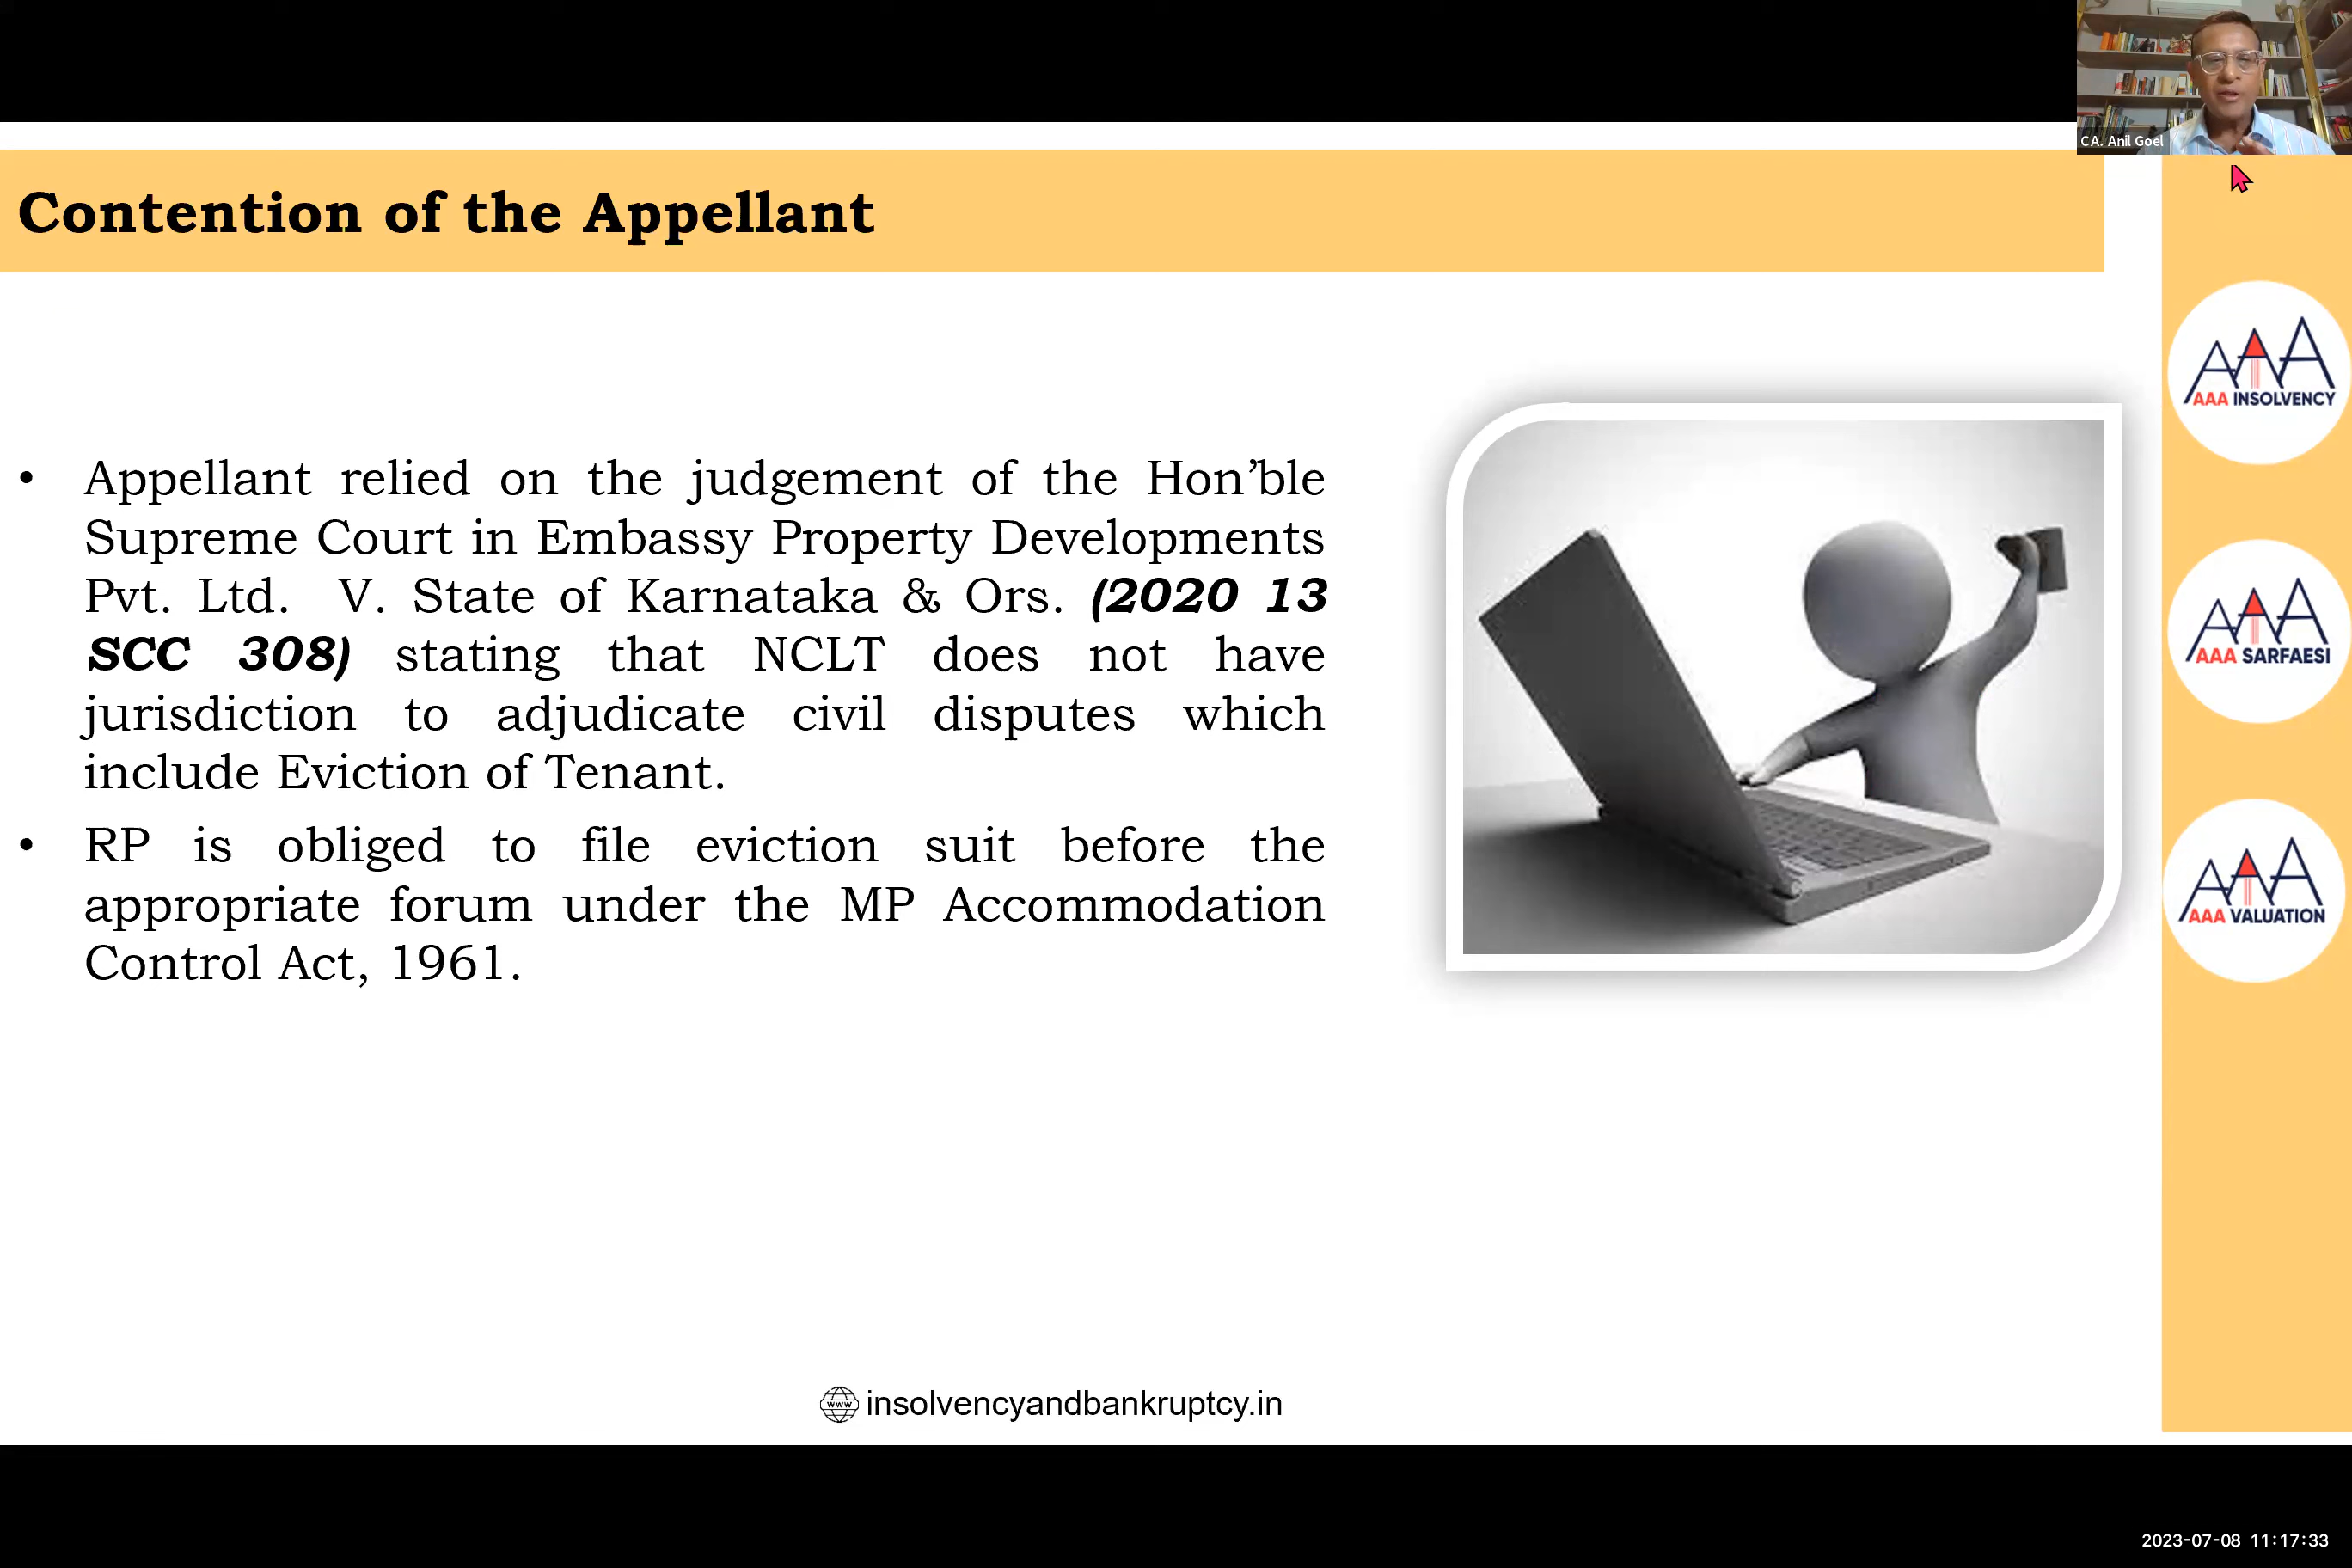 CA. Anil Goel
Contention of the Appellant
• Appellant relied on the judgement of the Hon’ble
Supreme Court in Embassy Property Developments
Pvt. Ltd. V. State of Karnataka & Ors. (2020 13
SCC 308) stating that NCLT does not have
jurisdiction to adjudicate civil disputes which
include Eviction of Tenant.
• RP is obliged to file eviction suit before the
appropriate forum under the MP Accommodation
Control Act, 1961.
AAA
AAA INSOLVENCY
AAA
AAA SARFAESI
AAA
AAA VALUATION
www insolvencyandbankruptcy.in
2023-07-08 11:17:33